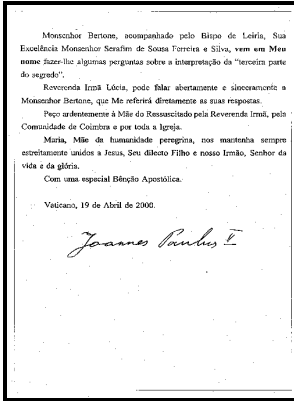 Monsenhor Bertone, acompanhado pelo Bispo de Leiria, Sua
Excelência Monsenhor Serafim de Sousa Ferreira e Silva, vem em Meu
nome fazer-lhe algumas perguntas sobre a interpretação da "terceira parte
do segredo".
Reverenda Irmã Lúcia, pode falar abertamente e sinceramente a
Monsenhor Bertone, que Me referirá directamente as suas respostas.
Peço ardentemente à Mãe do Ressuscitado pela Reverenda Irmã, pela
Comunidade de Coimbra e por toda a Igreja.
Maria, Mãe da humanidade peregrina, nos mantenha sempre
estreitamente unidos a Jesus, Seu dilecto Filho e nosso Irmão, Senhor da
vida e da glória.
Com uma especial Bênção Apostólica.
Vaticano, 19 de Abril de 2000.
Joannes Paulus II